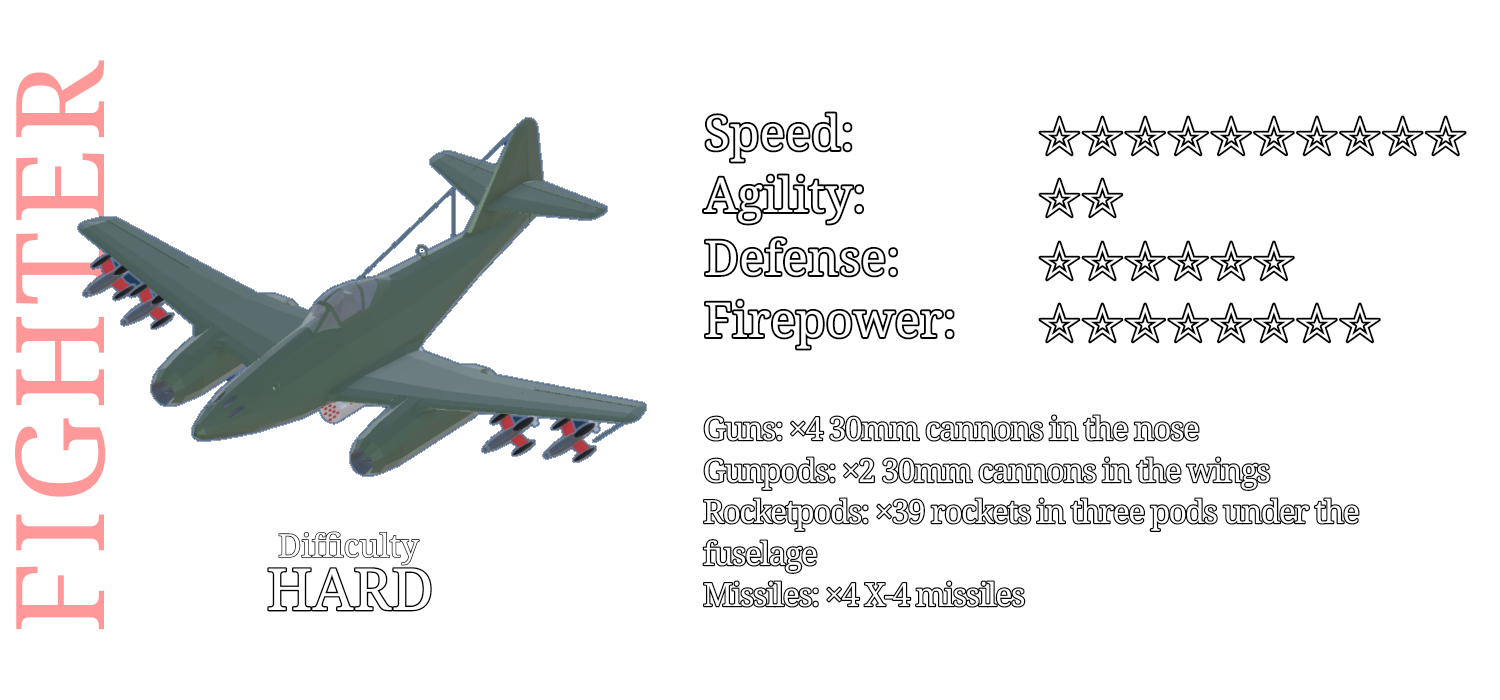 FIGHTER
Difficulty
HARD
Speed: ★★★★★★★★★★
Agility: ★★
Defense: ★★★★★★
Firepower: ★★★★★★★★
Guns: ×4 30mm cannons in the nose
Gunpods: ×2 30mm cannons in the wings
Rocketpods: ×39 rockets in three pods under the
fuselage
Missiles: ×4 X-4 missiles